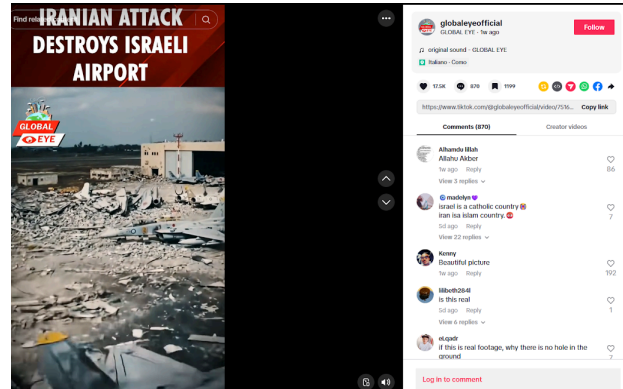 Find related content
IRANIAN ATTACK
DESTROYS ISRAELI
AIRPORT
GLOBAL
EYE
globaleyeofficial
GLOBAL EYE · 1w ago
Follow
original sound - GLOBAL EYE
Italiano · Como
17.5K
870
1199
https://www.tiktok.com/@globaleyeofficial/video/7516...
Copy link
Comments (870)
Creator videos
Alhamdu lillah
Allahu Akber
1w ago Reply
86
View 3 replies
madelyn
israel is a catholic country
iran isa islam country.
5d ago Reply
7
View 22 replies
Kenny
Beautiful picture
1w ago Reply
192
lilibeth2841
is this real
5d ago Reply
1
View 6 replies
el.qadr
if this is real footage, why there is no hole in the
ground
7
Log in to comment